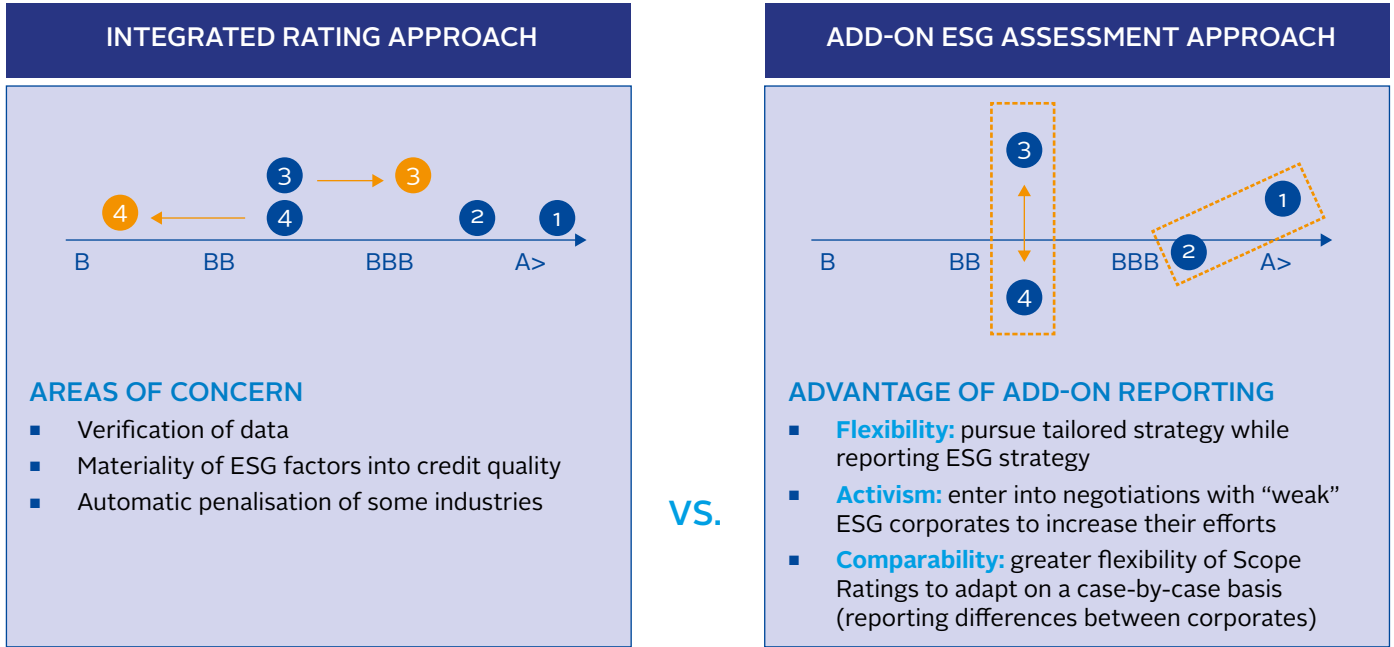 INTEGRATED RATING APPROACH
3
3
4
4
2
1
B
BB
BBB
A>
AREAS OF CONCERN
▪ Verification of data
▪ Materiality of ESG factors into credit quality
▪ Automatic penalisation of some industries
VS.
ADD-ON ESG ASSESSMENT APPROACH
3
1
2
4
B
BB
BBB
A>
ADVANTAGE OF ADD-ON REPORTING
▪ Flexibility: pursue tailored strategy while
reporting ESG strategy
▪ Activism: enter into negotiations with “weak”
ESG corporates to increase their efforts
▪ Comparability: greater flexibility of Scope
Ratings to adapt on a case-by-case basis
(reporting differences between corporates)